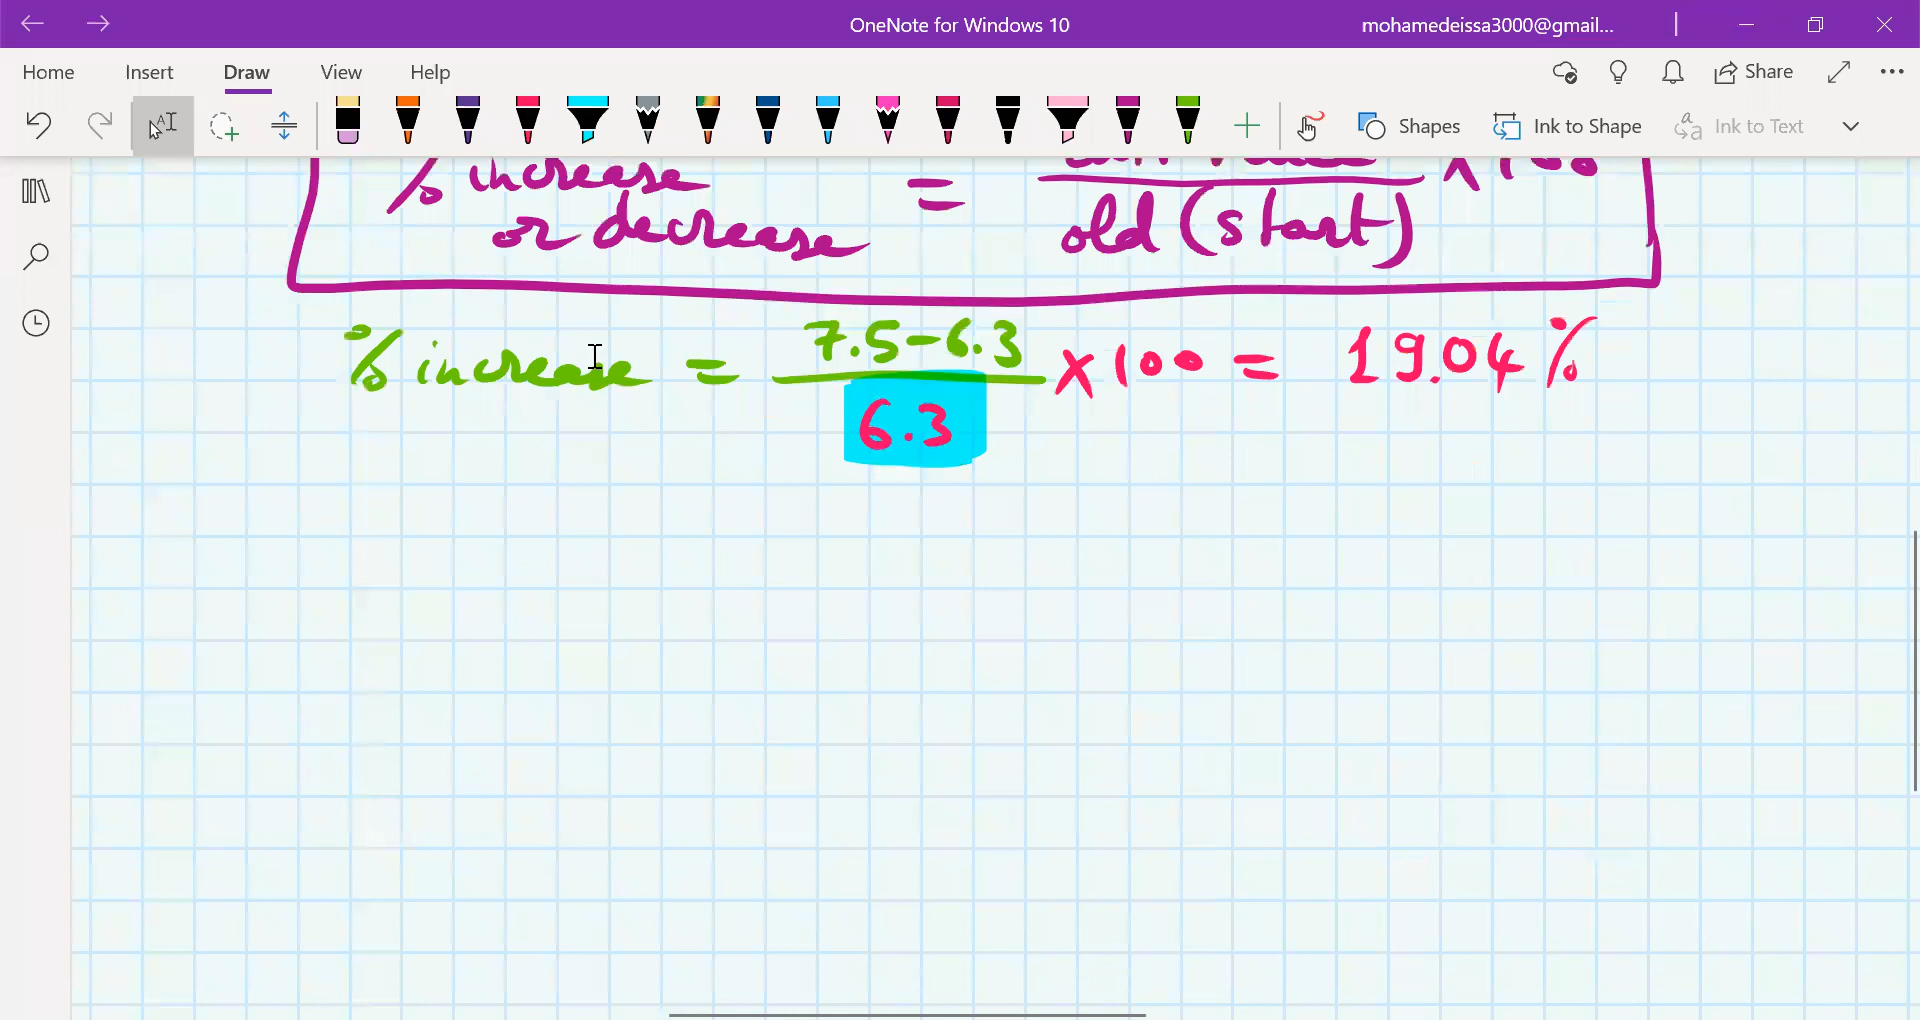 OneNote for Windows 10
mohamedeissa3000@gmail...
Home Insert Draw View Help
Share
Shapes Ink to Shape Ink to Text
% increase or decrease = / old (start) x 100
% increase = 7.5-6.3 / 6.3 x 100 = 19.04%